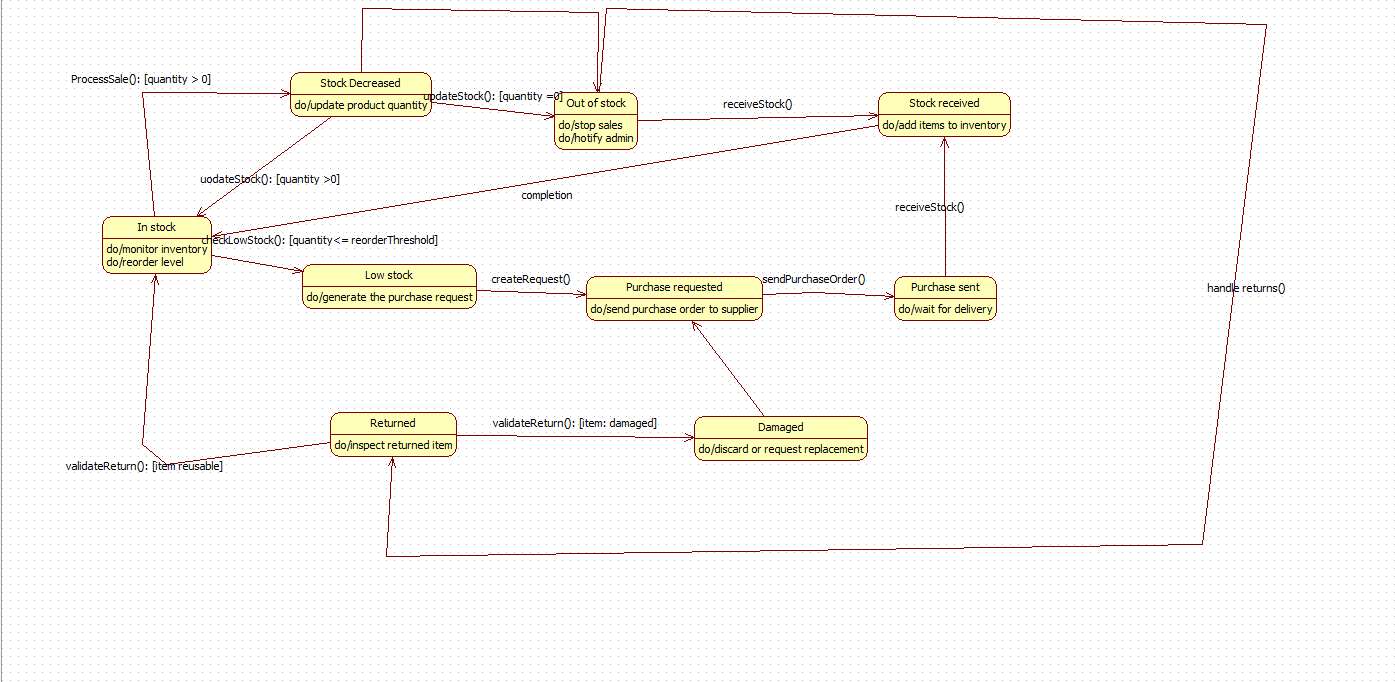 ProcessSale(): [quantity > 0]
Stock Decreased
do/update product quantity
updateStock(): [quantity =0]
Out of stock
do/stop sales
do/notify admin
receiveStock()
Stock received
do/add items to inventory
uodateStock(): [quantity >0]
completion
receiveStock()
In stock
do/monitor inventory
do/reorder level
checkLowStock(): [quantity<= reorderThreshold]
Low stock
do/generate the purchase request
createRequest()
Purchase requested
do/send purchase order to supplier
sendPurchaseOrder()
Purchase sent
do/wait for delivery
handle returns()
Returned
do/inspect returned item
validateReturn(): [item: damaged]
Damaged
do/discard or request replacement
validateReturn(): [item reusable]